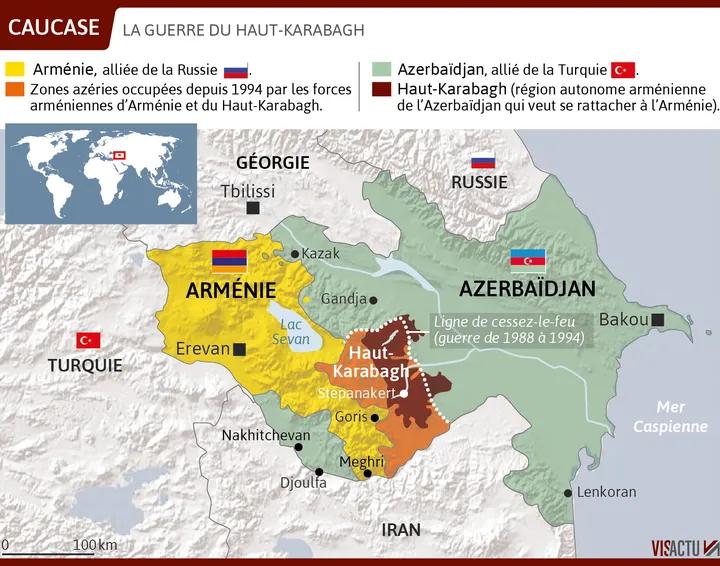 CAUCASE
LA GUERRE DU HAUT-KARABAGH
Arménie, alliée de la Russie .
Zones azéries occupées depuis 1994 par les forces
arméniennes d’Arménie et du Haut-Karabagh.
Azerbaïdjan, allié de la Turquie .
Haut-Karabagh (région autonome arménienne
de l’Azerbaïdjan qui veut se rattacher à l’Arménie).
GÉORGIE
Tbilissi
RUSSIE
Kazak
ARMÉNIE
AZERBAÏDJAN
Gandja
Lac
Sevan
Ligne de cessez-le-feu
(guerre de 1988 à 1994)
Bakou
Erevan
Haut-
Karabagh
TURQUIE
Stepanakert
Mer
Caspienne
Goris
Nakhitchevan
Meghri
Djoulfa
Lenkoran
IRAN
0 100 km
VISACTU